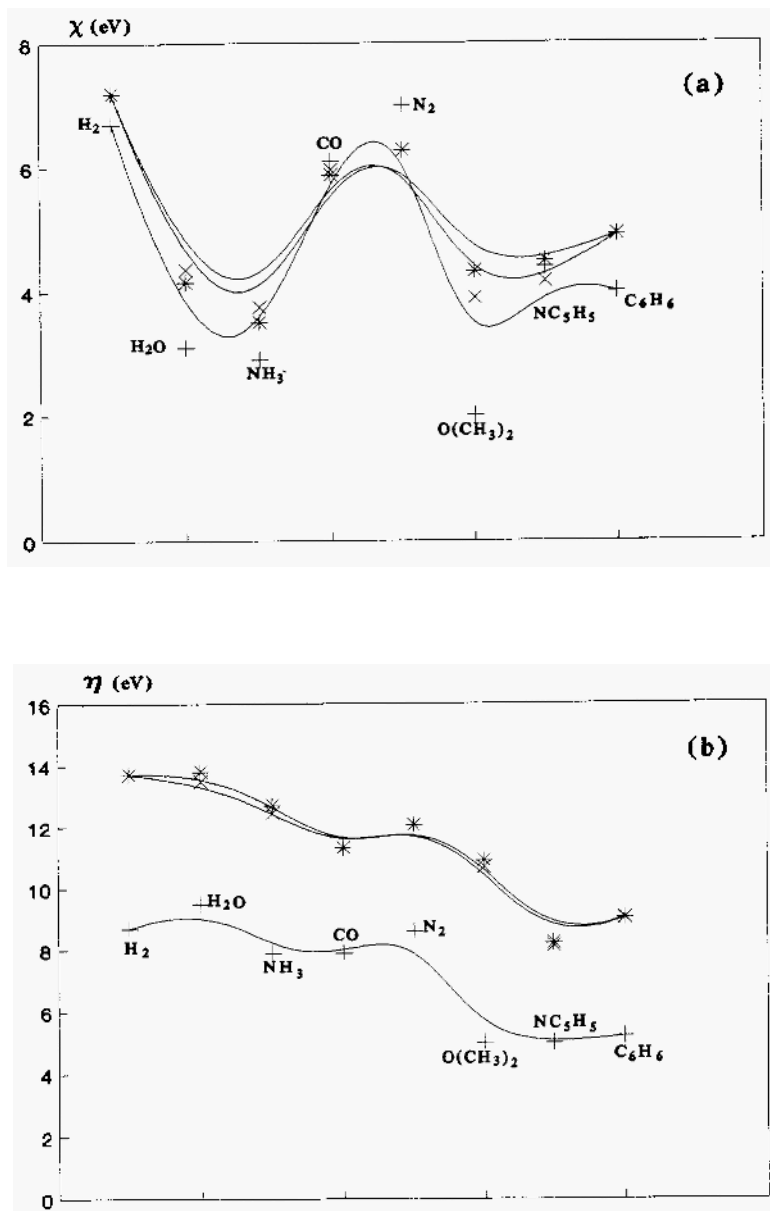 χ (eV)
8
(a)
N₂
CO
H₂
6
4
C₆H₆
NC₅H₅
H₂O
NH₃
O(CH₃)₂
2
0
η (eV)
16
(b)
14
12
10
H₂O
N₂
CO
H₂
8
NH₃
NC₅H₅
6
O(CH₃)₂
C₆H₆
4
2
0